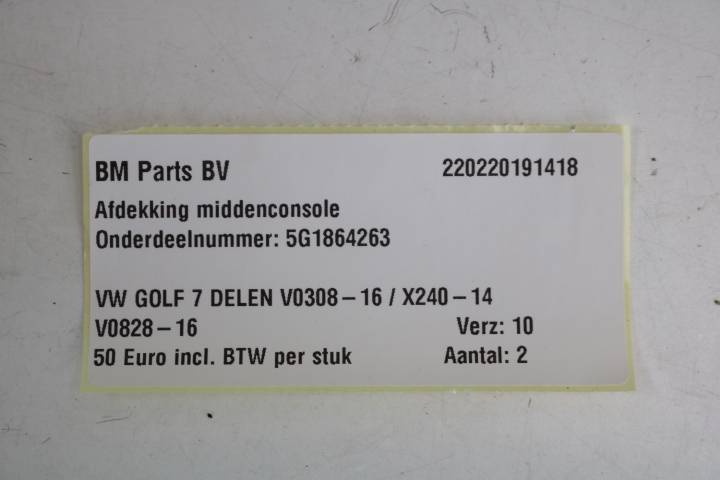 BM Parts BV 220220191418
Afdekking middenconsole
Onderdeelnummer: 5G1864263
VW GOLF 7 DELEN V0308-16 / X240-14
V0828-16 Verz: 10
50 Euro incl. BTW per stuk Aantal: 2